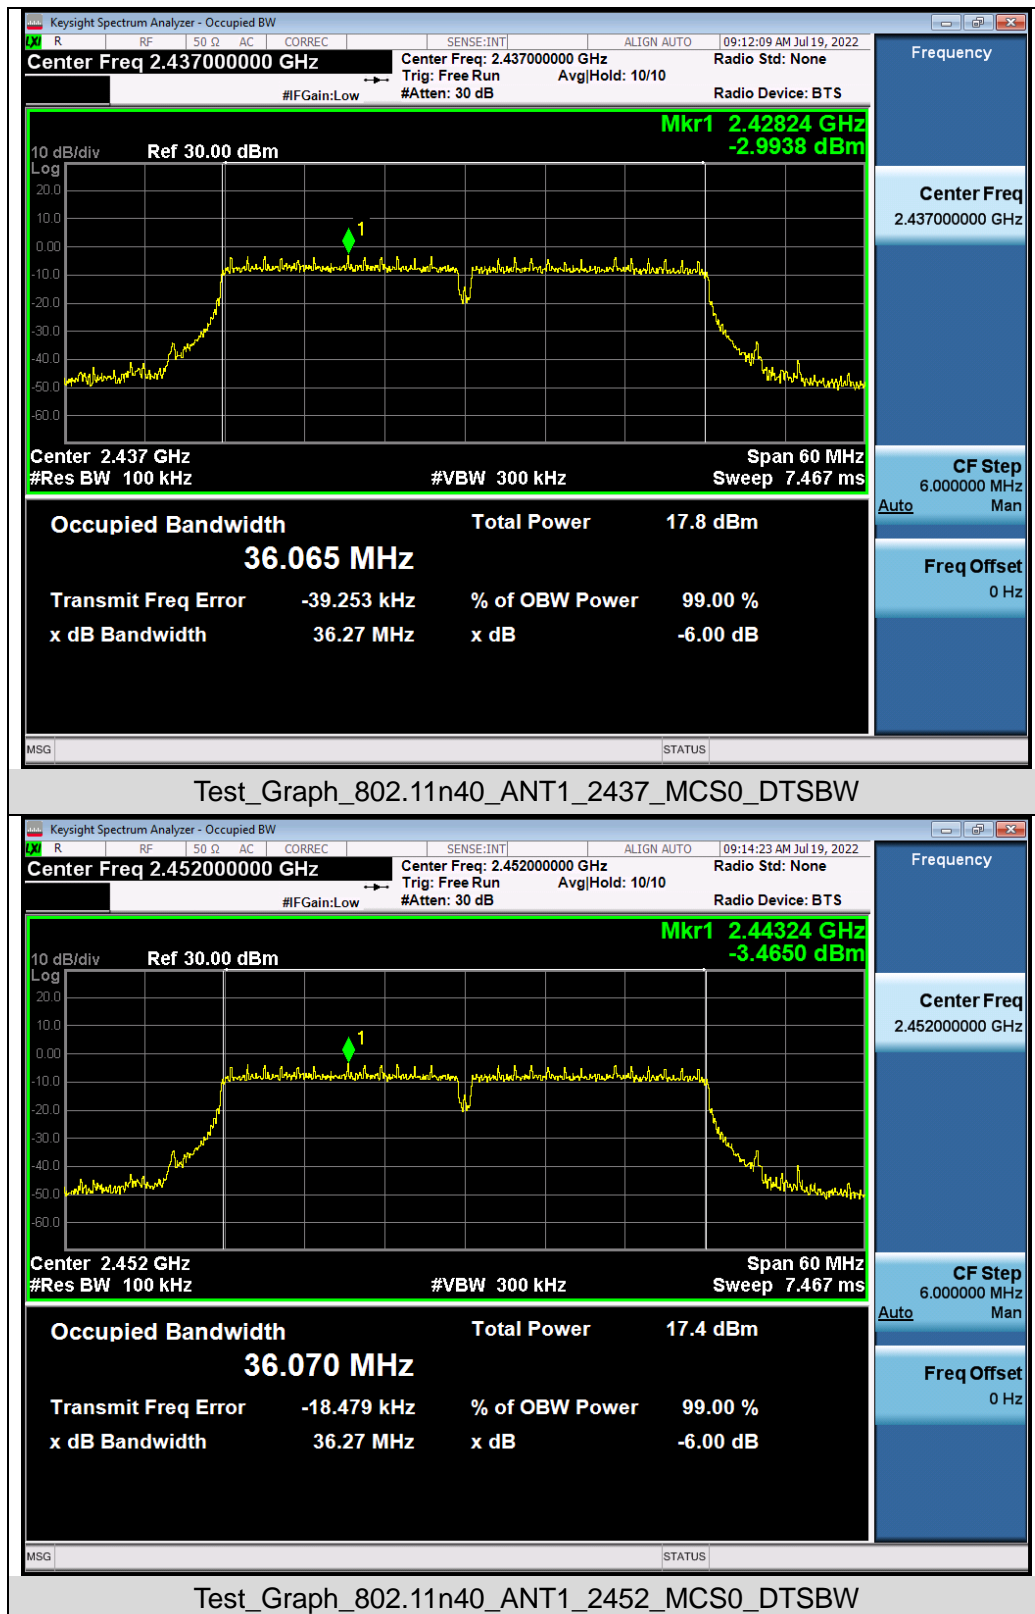 Keysight Spectrum Analyzer - Occupied BW
LXI R RF 50 Ω AC CORREC SENSE:INT ALIGN AUTO 09:12:09 AM Jul 19, 2022
Center Freq 2.437000000 GHz Center Freq: 2.437000000 GHz Radio Std: None
Trig: Free Run Avg|Hold: 10/10
#IFGain:Low #Atten: 30 dB Radio Device: BTS
Mkr1 2.42824 GHz
-2.9938 dBm
10 dB/div Ref 30.00 dBm
Log
20.0
10.0
0.00
-10.0
-20.0
-30.0
-40.0
-50.0
-60.0
1
Center 2.437 GHz Span 60 MHz
#Res BW 100 kHz #VBW 300 kHz Sweep 7.467 ms
Occupied Bandwidth Total Power 17.8 dBm
36.065 MHz
Transmit Freq Error -39.253 kHz % of OBW Power 99.00 %
x dB Bandwidth 36.27 MHz x dB -6.00 dB
MSG STATUS
Frequency
Center Freq
2.437000000 GHz
CF Step
6.000000 MHz
Auto Man
Freq Offset
0 Hz
Test_Graph_802.11n40_ANT1_2437_MCS0_DTSBW
Keysight Spectrum Analyzer - Occupied BW
LXI R RF 50 Ω AC CORREC SENSE:INT ALIGN AUTO 09:14:23 AM Jul 19, 2022
Center Freq 2.452000000 GHz Center Freq: 2.452000000 GHz Radio Std: None
Trig: Free Run Avg|Hold: 10/10
#IFGain:Low #Atten: 30 dB Radio Device: BTS
Mkr1 2.44324 GHz
-3.4650 dBm
10 dB/div Ref 30.00 dBm
Log
20.0
10.0
0.00
-10.0
-20.0
-30.0
-40.0
-50.0
-60.0
1
Center 2.452 GHz Span 60 MHz
#Res BW 100 kHz #VBW 300 kHz Sweep 7.467 ms
Occupied Bandwidth Total Power 17.4 dBm
36.070 MHz
Transmit Freq Error -18.479 kHz % of OBW Power 99.00 %
x dB Bandwidth 36.27 MHz x dB -6.00 dB
MSG STATUS
Frequency
Center Freq
2.452000000 GHz
CF Step
6.000000 MHz
Auto Man
Freq Offset
0 Hz
Test_Graph_802.11n40_ANT1_2452_MCS0_DTSBW